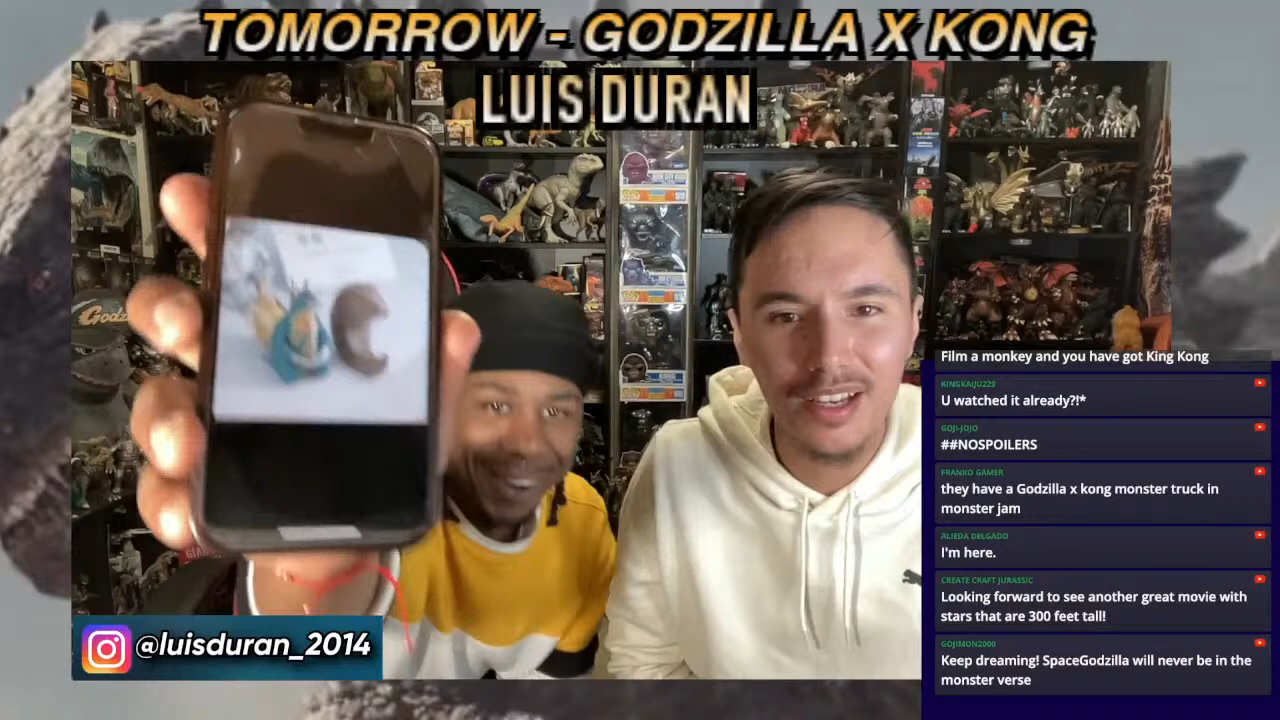 TOMORROW - GODZILLA X KONG
LUIS DURAN
Film a monkey and you have got King Kong
KINGKAIJU229
U watched it already?!*
GOJI-JOJO
##NOSPOILERS
FRANKO GAMER
they have a Godzilla x kong monster truck in
monster jam
ALIEDA DELGADO
I'm here.
CREATE CRAFT JURASSIC
Looking forward to see another great movie with
stars that are 300 feet tall!
GOJIMON2000
Keep dreaming! SpaceGodzilla will never be in the
monster verse
@luisduran_2014